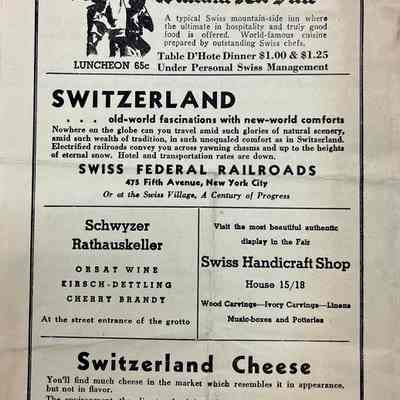 A typical Swiss mountain-side inn where
the ultimate in hospitality and truly good
food is offered. World-famous cuisine
prepared by outstanding Swiss chefs.
Table D'Hote Dinner $1.00 & $1.25
LUNCHEON 65c
Under Personal Swiss Management
SWITZERLAND
. . . old-world fascinations with new-world comforts
Nowhere on the globe can you travel amid such glories of natural scenery,
amid such wealth of tradition, in such unequaled comfort as in Switzerland.
Electrified railroads convey you across yawning chasms and up to the heights
of eternal snow. Hotel and transportation rates are down.
SWISS FEDERAL RAILROADS
475 Fifth Avenue, New York City
Or at the Swiss Village, A Century of Progress
Schwyzer
Rathauskeller
ORSAT WINE
KIRSCH-DETTLING
CHERRY BRANDY
At the street entrance of the grotto
Visit the most beautiful authentic
display in the Fair
Swiss Handicraft Shop
House 15/18
Wood Carvings—Ivory Carvings—Linens
Music-boxes and Potteries
Switzerland Cheese
You'll find much cheese in the market which resembles it in appearance,
but not in flavor.